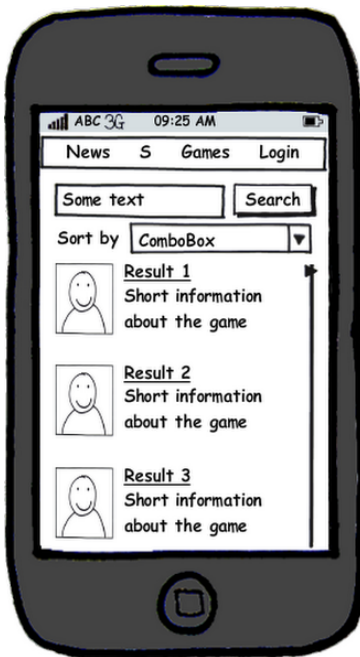 ABC 3G 09:25 AM
News S Games Login
Some text Search
Sort by ComboBox
Result 1
Short information
about the game
Result 2
Short information
about the game
Result 3
Short information
about the game